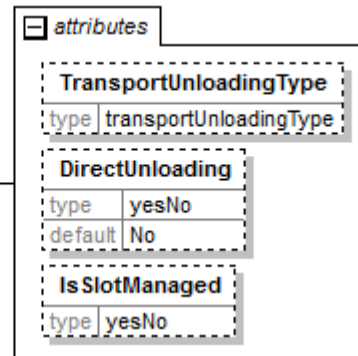 attributes
TransportUnloadingType
type transportUnloadingType
DirectUnloading
type yesNo
default No
IsSlotManaged
type yesNo